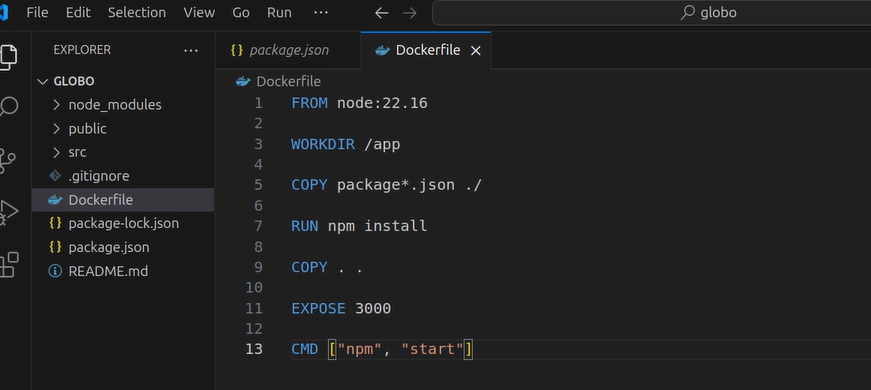 File Edit Selection View Go Run ··· ← → globo
EXPLORER ···
GLOBO
node_modules
public
src
.gitignore
Dockerfile
{} package-lock.json
{} package.json
README.md
{} package.json Dockerfile ×
Dockerfile
1 FROM node:22.16
2
3 WORKDIR /app
4
5 COPY package*.json ./
6
7 RUN npm install
8
9 COPY . .
10
11 EXPOSE 3000
12
13 CMD ["npm", "start"]